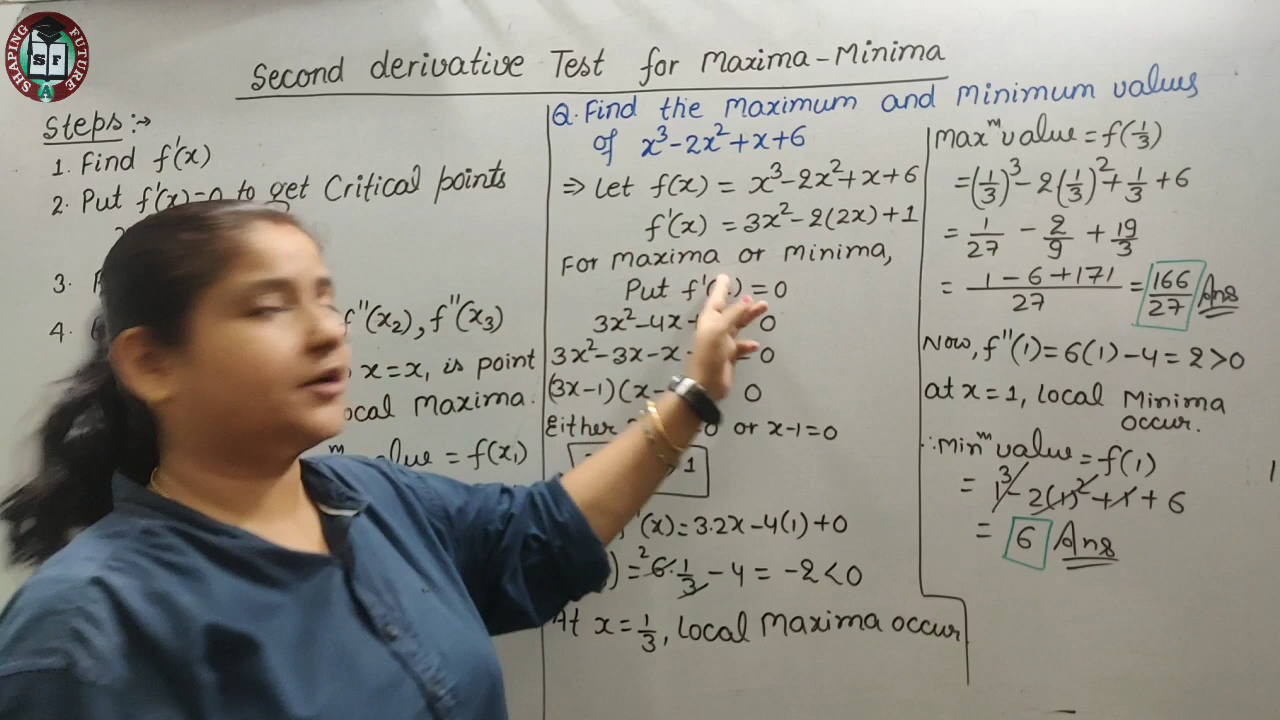 SHAPING FUTURE
S F
A
Second derivative Test for Maxima-Minima
Steps:→
1. Find f'(x)
2. Put f'(x)=0 to get Critical points
3.
4.
f''(x₂), f''(x₃)
x=x₁ is point
local Maxima.
value = f(x₁)
Q. Find the Maximum and Minimum values
of x³-2x²+x+6
⇒ Let f(x) = x³-2x²+x+6
f'(x) = 3x²-2(2x)+1
For Maxima or Minima,
Put f'( ) = 0
3x²-4x+ 0
3x²-3x-x- =0
(3x-1)(x- 0
Either 0 or x-1=0
1
'(x)=3.2x-4(1)+0
)=²6.1/3-4=-2<0
At x=1/3, Local Maxima occur
Maxᵐ value = f(1/3)
=(1/3)³-2(1/3)²+1/3+6
= 1/27 - 2/9 + 19/3
= (1-6+171)/27 = 166/27 Ans
Now, f''(1)=6(1)-4=2>0
at x=1, Local Minima
occur.
∴Minᵐ value=f(1)
= 1³-2(1)²+1+6
= 6 Ans